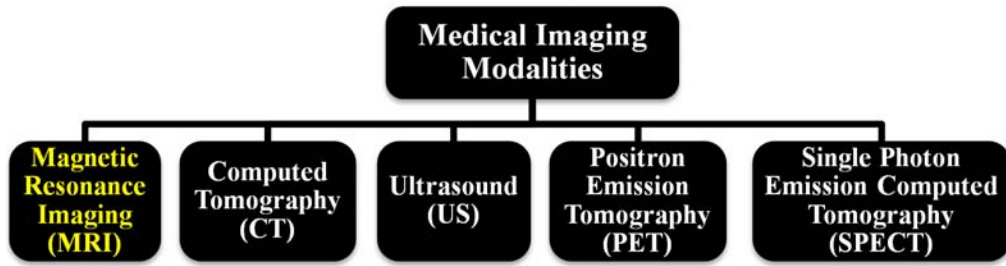 Medical Imaging
Modalities
Magnetic
Resonance
Imaging
(MRI)
Computed
Tomography
(CT)
Ultrasound
(US)
Positron
Emission
Tomography
(PET)
Single Photon
Emission Computed
Tomography
(SPECT)